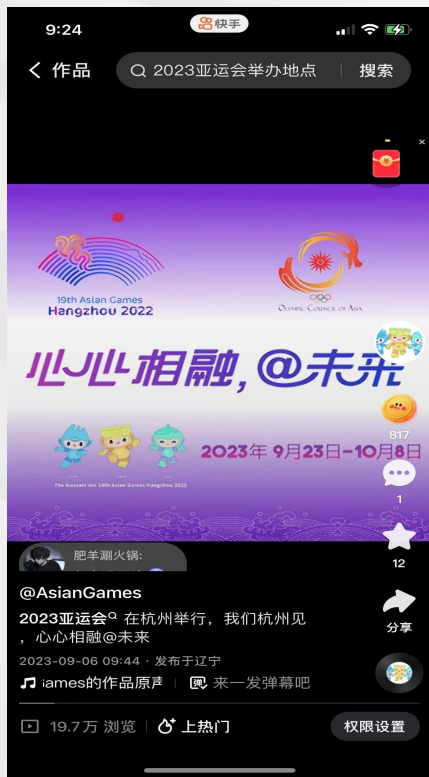 9:24
快手
作品
2023亚运会举办地点
搜索
19th Asian Games
Hangzhou 2022
OLYMPIC COUNCIL OF ASIA
心心相融,@未来
2023年 9月23日-10月8日
The Mascots the 19th Asian Games Hangzhou 2022
817
1
12
肥羊涮火锅:
@AsianGames
分享
2023亚运会 在杭州举行，我们杭州见
，心心相融@未来
2023-09-06 09:44 · 发布于辽宁
iames的作品原声
弹 来一发弹幕吧
19.7万 浏览
上热门
权限设置